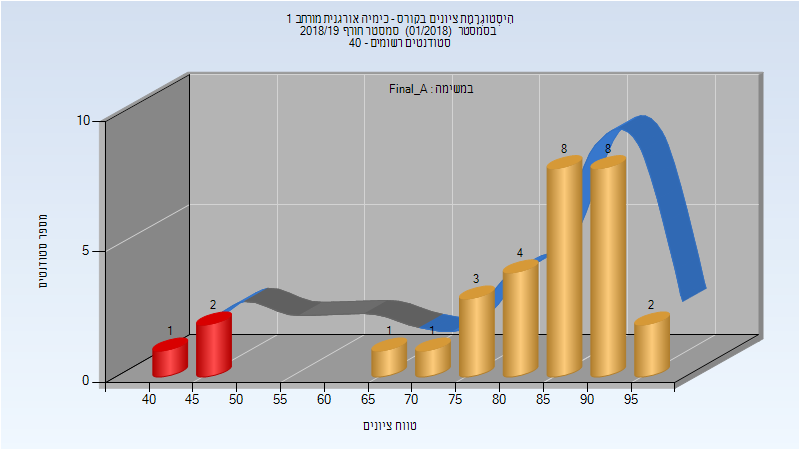 היסטוגרמת ציונים בקורס - כימיה אורגנית מורחב 1
בסמסטר (01/2018) סמסטר חורף 2018/19
סטודנטים רשומים - 40
במשימה : Final_A
מספר סטודנטים
10
5
0
1
2
1
1
3
4
8
8
2
40 45 50 55 60 65 70 75 80 85 90 95
טווח ציונים